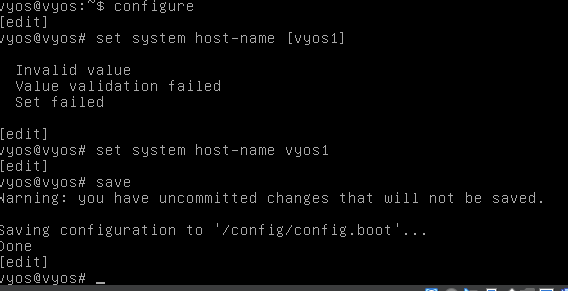 vyos@vyos:~$ configure
[edit]
vyos@vyos# set system host-name [vyos1]
Invalid value
Value validation failed
Set failed
[edit]
vyos@vyos# set system host-name vyos1
[edit]
vyos@vyos# save
Warning: you have uncommitted changes that will not be saved.
Saving configuration to '/config/config.boot'...
Done
[edit]
vyos@vyos# _